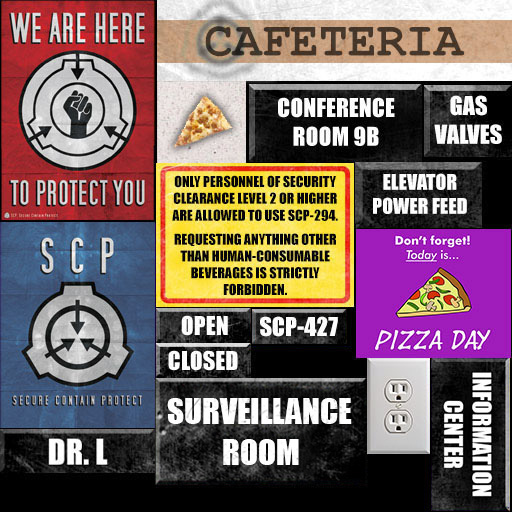 WE ARE HERE
TO PROTECT YOU
CAFETERIA
CONFERENCE
ROOM 9B
GAS
VALVES
ONLY PERSONNEL OF SECURITY
CLEARANCE LEVEL 2 OR HIGHER
ARE ALLOWED TO USE SCP-294.
REQUESTING ANYTHING OTHER
THAN HUMAN-CONSUMABLE
BEVERAGES IS STRICTLY
FORBIDDEN.
ELEVATOR
POWER FEED
SCP
SECURE CONTAIN PROTECT
Don't forget!
Today is...
PIZZA DAY
OPEN
SCP-427
CLOSED
SURVEILLANCE
ROOM
INFORMATION
CENTER
DR. L